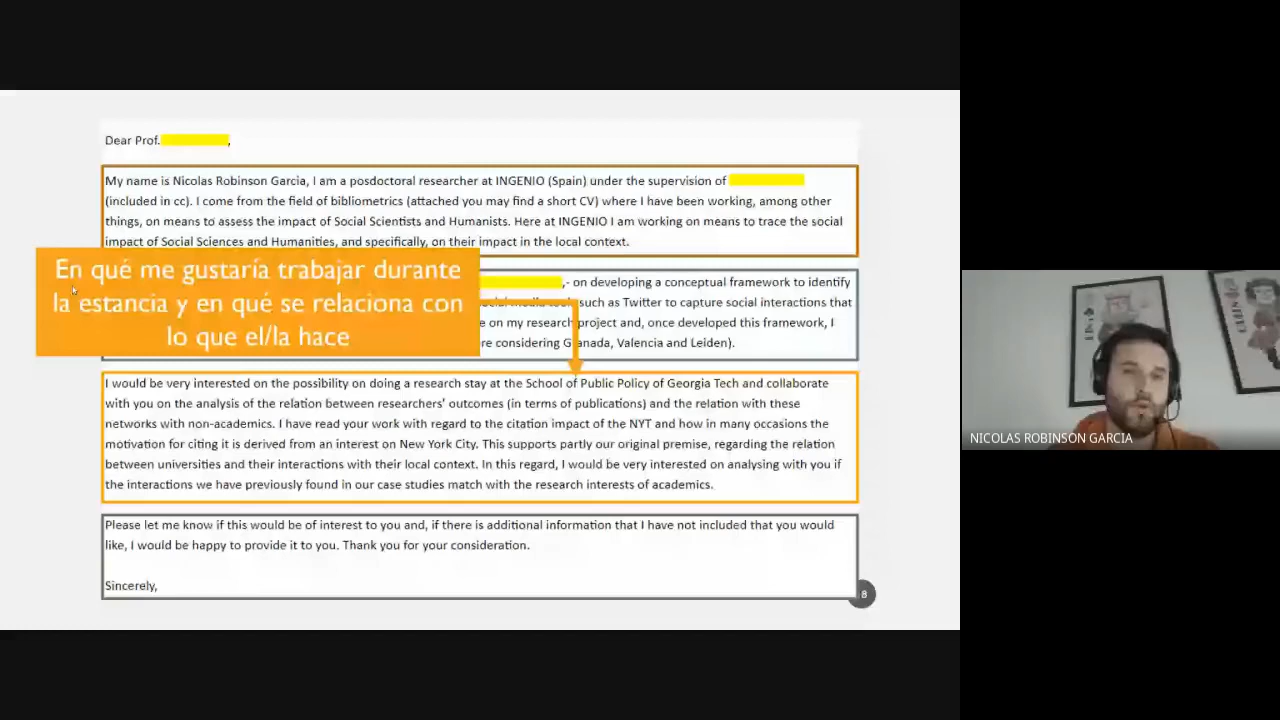 Dear Prof. ,
My name is Nicolas Robinson Garcia, I am a posdoctoral researcher at INGENIO (Spain) under the supervision of
(included in cc). I come from the field of bibliometrics (attached you may find a short CV) where I have been working, among other
things, on means to assess the impact of Social Scientists and Humanists. Here at INGENIO I am working on means to trace the social
impact of Social Sciences and Humanities, and specifically, on their impact in the local context.
En qué me gustaría trabajar durante
la estancia y en qué se relaciona con
lo que el/la hace
,- on developing a conceptual framework to identify
such as Twitter to capture social interactions that
on my research project and, once developed this framework, I
considering Granada, Valencia and Leiden).
I would be very interested on the possibility on doing a research stay at the School of Public Policy of Georgia Tech and collaborate
with you on the analysis of the relation between researchers' outcomes (in terms of publications) and the relation with these
networks with non-academics. I have read your work with regard to the citation impact of the NYT and how in many occasions the
motivation for citing it is derived from an interest on New York City. This supports partly our original premise, regarding the relation
between universities and their interactions with their local context. In this regard, I would be very interested on analysing with you if
the interactions we have previously found in our case studies match with the research interests of academics.
Please let me know if this would be of interest to you and, if there is additional information that I have not included that you would
like, I would be happy to provide it to you. Thank you for your consideration.
Sincerely,
8
NICOLAS ROBINSON GARCIA